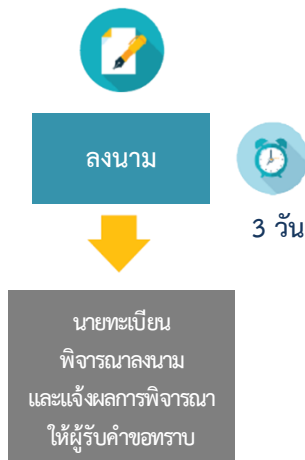 ลงนาม
3 วัน
นายทะเบียน
พิจารณาลงนาม
และแจ้งผลการพิจารณา
ให้ผู้รับคำขอทราบ